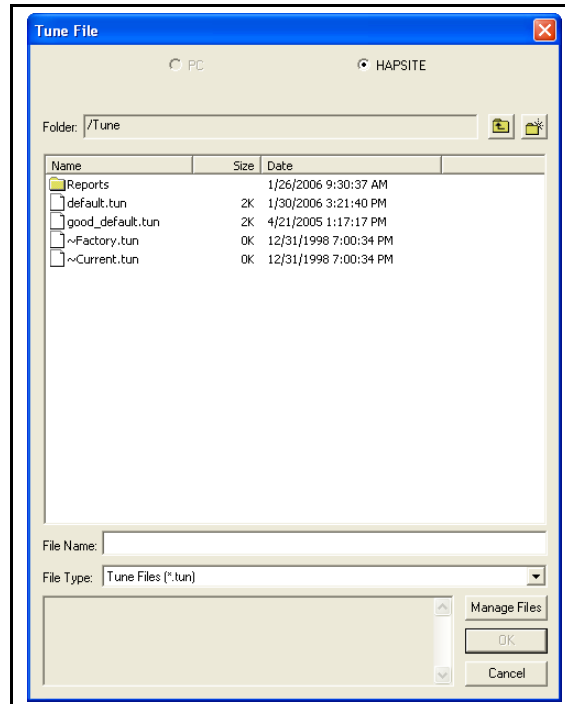 Tune File
PC HAPSITE
Folder: /Tune
Name Size Date
Reports 1/26/2006 9:30:37 AM
default.tun 2K 1/30/2006 3:21:40 PM
good_default.tun 2K 4/21/2005 1:17:17 PM
~Factory.tun 0K 12/31/1998 7:00:34 PM
~Current.tun 0K 12/31/1998 7:00:34 PM
File Name:
File Type: Tune Files (*.tun)
Manage Files
OK
Cancel